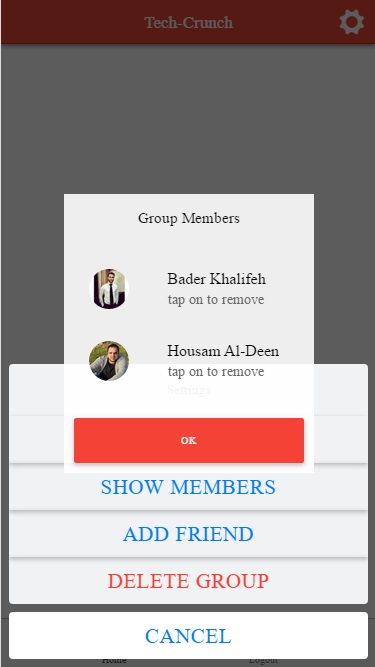 Tech-Crunch
Group Members
Bader Khalifeh
tap on to remove
Housam Al-Deen
tap on to remove
Settings
OK
SHOW MEMBERS
ADD FRIEND
DELETE GROUP
CANCEL
Home Logout